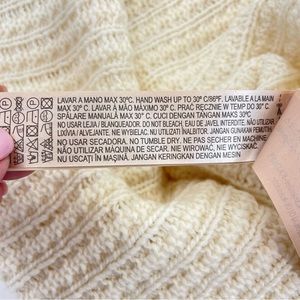 LAVAR A MANO MAX 30°C. HAND WASH UP TO 30°C/86°F. LAVABLE A LA MAIN
MAX 30°C. LAVAR À MÃO MÁXIMO 30°C. PRAĆ RĘCZNIE W TEMP DO 30°C.
SPĂLARE MANUALĂ MAX 30° C. CUCI DENGAN TANGAN MAKS 30°C
NO USAR LEJIA / BLANQUEADOR. DO NOT BLEACH. EAU DE JAVEL INTERDITE. NÃO USAR
LIXÍVIA / ALVEJANTE. NIE WYBIELAC. NU UTILIZAȚI ÎNALBITOR. JANGAN GUNAKAN PEMUTIH
NO USAR SECADORA. NO TUMBLE DRY. NE PAS SECHER EN MACHINE.
NÃO UTILIZAR MÁQUINA DE SECAR. NIE WIROWAĆ, NIE WYCISKAĆ.
NU USCAȚI ÎN MAȘINĂ. JANGAN KERINGKAN DENGAN MESIN